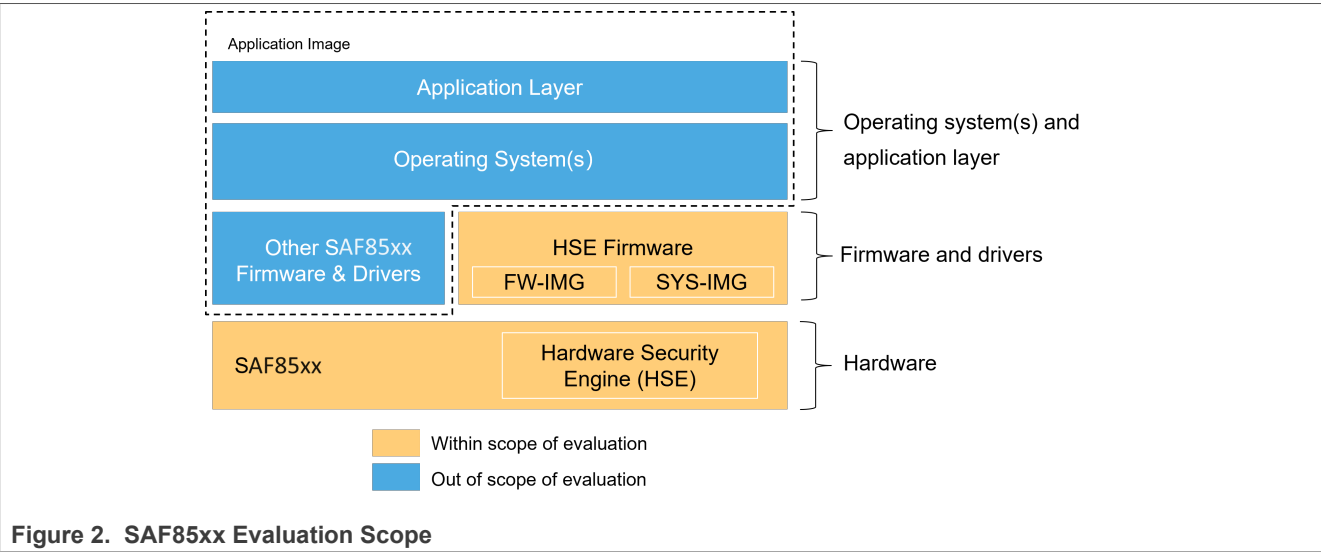 Application Image
Application Layer
Operating System(s)
Operating system(s) and
application layer
Other SAF85xx
Firmware & Drivers
HSE Firmware
FW-IMG
SYS-IMG
Firmware and drivers
SAF85xx
Hardware Security
Engine (HSE)
Hardware
Within scope of evaluation
Out of scope of evaluation
Figure 2. SAF85xx Evaluation Scope